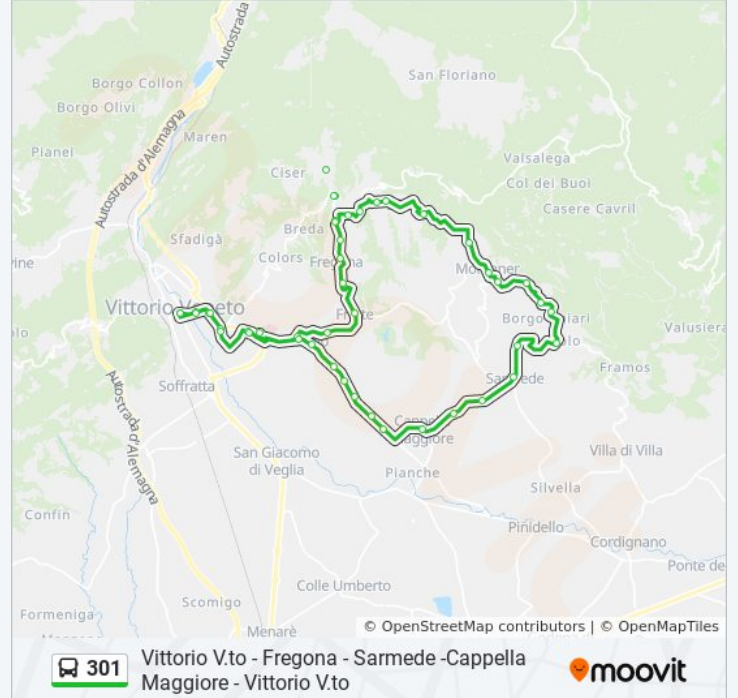 Autostrada
San Floriano
Borgo Collon
Borgo Olivi
Autostrada d'Alemagna
Maren
Pianel
Ciser
Valsalega
Col dei Buoi
Casere Cavril
Breda
Sfadigà
Colors
Fregona
Vittorio Veneto
Borgo
Valusiera
Framos
Soffratta
Sarmede
Autostrada d'Alemagna
Cappella
Maggiore
San Giacomo
di Veglia
Villa di Villa
Pianche
Silvella
Confin
Pinidello
Cordignano
Ponte de
Colle Umberto
Scomigo
Formeniga
Menarè
© OpenStreetMap contributors | © OpenMapTiles
301
Vittorio V.to - Fregona - Sarmede -Cappella
Maggiore - Vittorio V.to
moovit